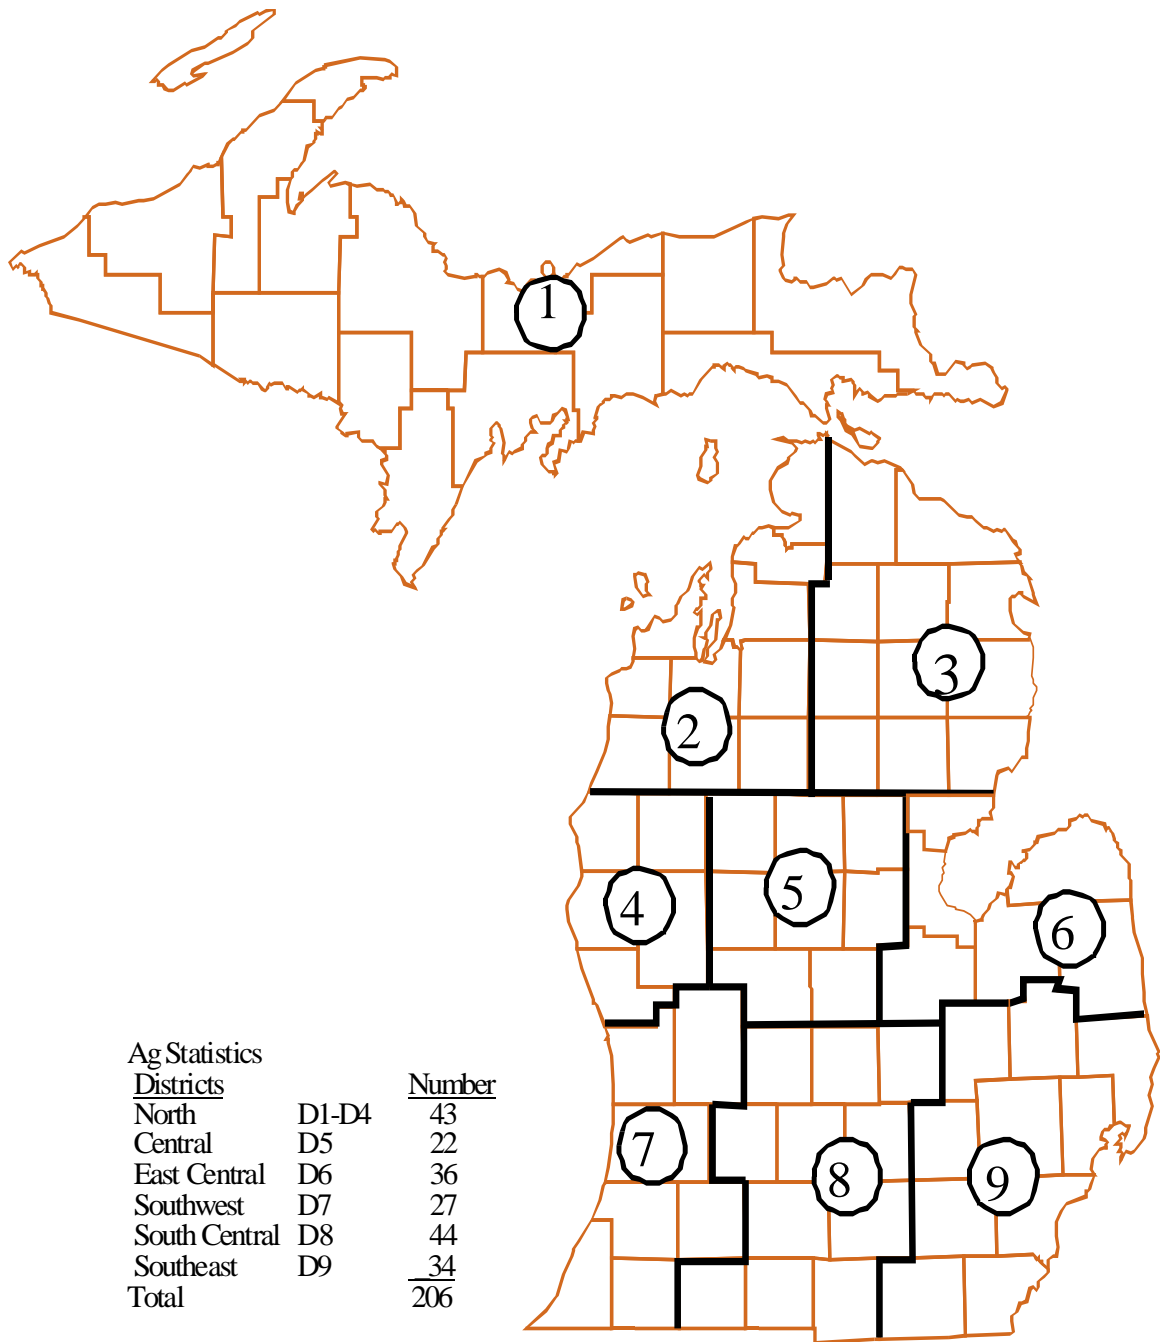 1
3
2
5
4
6
Ag Statistics
Districts Number
North D1-D4 43
Central D5 22
East Central D6 36
Southwest D7 27
South Central D8 44
Southeast D9 34
Total 206
7
8
9